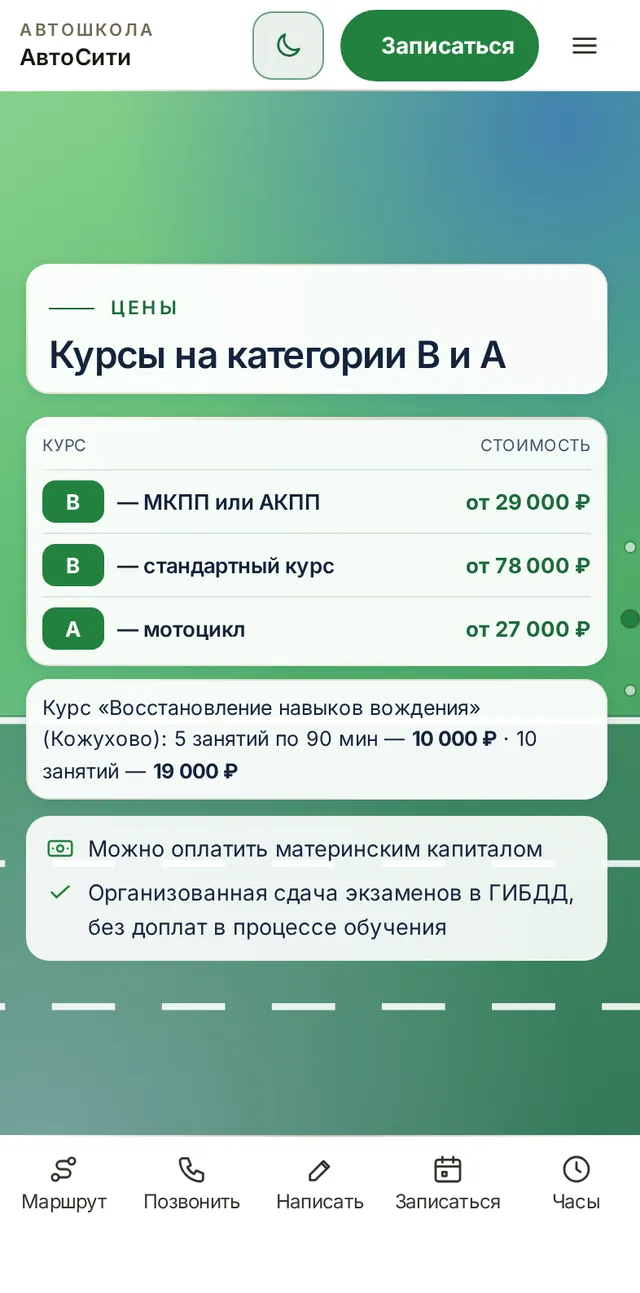 АВТОШКОЛА
АвтоСити
Записаться
ЦЕНЫ
Курсы на категории В и А
КУРС СТОИМОСТЬ
В — МКПП или АКПП от 29 000 ₽
В — стандартный курс от 78 000 ₽
А — мотоцикл от 27 000 ₽
Курс «Восстановление навыков вождения»
(Кожухово): 5 занятий по 90 мин — 10 000 ₽ · 10
занятий — 19 000 ₽
Можно оплатить материнским капиталом
Организованная сдача экзаменов в ГИБДД,
без доплат в процессе обучения
Маршрут Позвонить Написать Записаться Часы